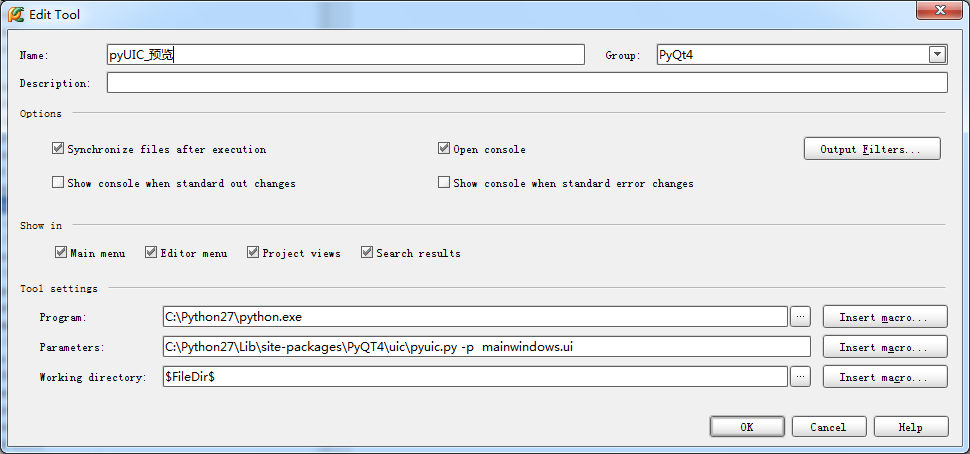 Edit Tool
Name: pyUIC_预览 Group: PyQt4
Description:
Options
Synchronize files after execution Open console Output Filters...
Show console when standard out changes Show console when standard error changes
Show in
Main menu Editor menu Project views Search results
Tool settings
Program: C:\Python27\python.exe ... Insert macro...
Parameters: C:\Python27\Lib\site-packages\PyQT4\uic\pyuic.py -p mainwindows.ui Insert macro...
Working directory: $FileDir$ ... Insert macro...
OK Cancel Help